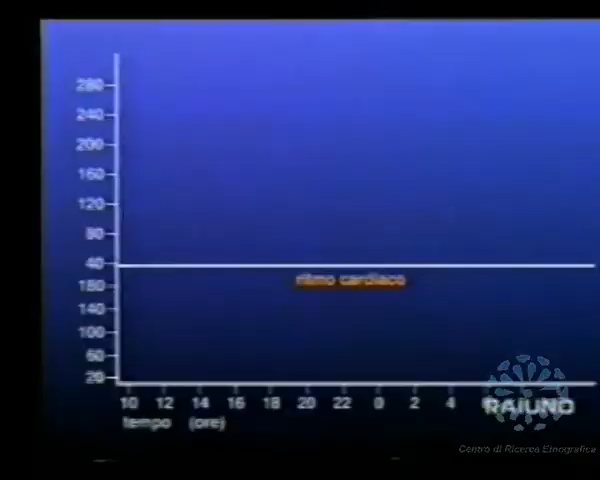 280
240
200
160
120
80
40
ritmo cardiaco
180
140
100
60
20
10 12 14 16 18 20 22 0 2 4
RAIUNO
tempo (ore)
Centro di Ricerca Etnografica